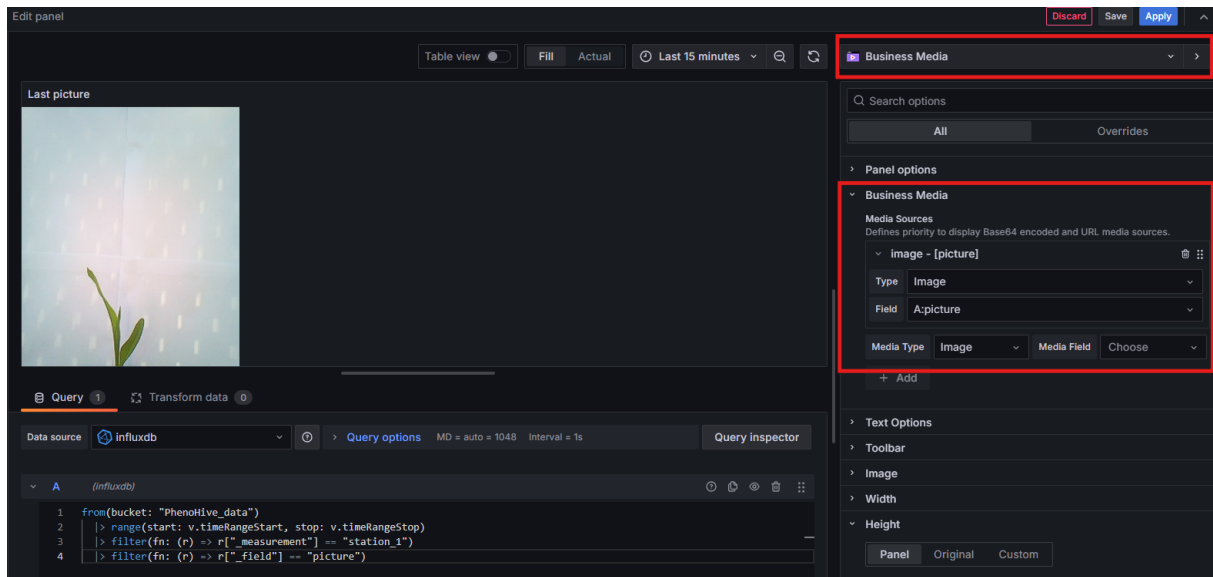 Edit panel
Discard Save Apply
Table view Fill Actual Last 15 minutes
Last picture
Query 1 Transform data 0
Data source influxdb Query options MD = auto = 1048 Interval = 1s Query inspector
A (influxdb)
1 from(bucket: "PhenoHive_data")
2 |> range(start: v.timeRangeStart, stop: v.timeRangeStop)
3 |> filter(fn: (r) => r["_measurement"] == "station_1")
4 |> filter(fn: (r) => r["_field"] == "picture")
Business Media
Search options
All Overrides
Panel options
Business Media
Media Sources
Defines priority to display Base64 encoded and URL media sources.
image - [picture]
Type Image
Field A:picture
Media Type Image Media Field Choose
+ Add
Text Options
Toolbar
Image
Width
Height
Panel Original Custom